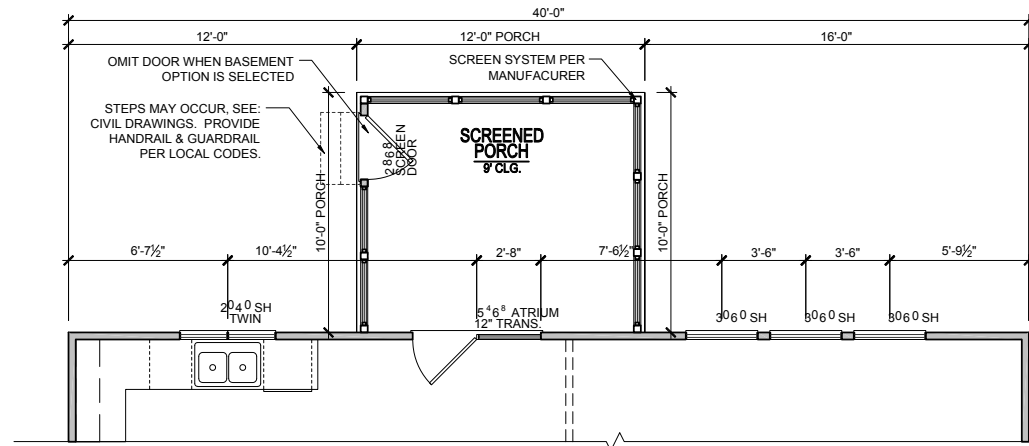 40'-0"
12'-0"
12'-0" PORCH
16'-0"
OMIT DOOR WHEN BASEMENT
OPTION IS SELECTED
SCREEN SYSTEM PER
MANUFACURER
STEPS MAY OCCUR, SEE:
CIVIL DRAWINGS. PROVIDE
HANDRAIL & GUARDRAIL
PER LOCAL CODES.
2868
SCREEN
DOOR
SCREENED
PORCH
9' CLG.
10'-0" PORCH
10'-0" PORCH
6'-7½"
10'-4½"
2'-8"
7'-6½"
3'-6"
3'-6"
5'-9½"
2040 SH
TWIN
5468 ATRIUM
12" TRANS.
3060 SH
3060 SH
3060 SH